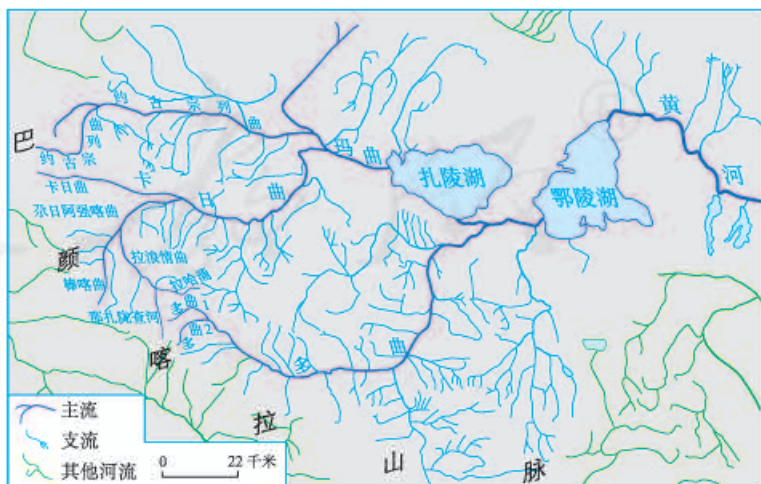 约古宗列曲
约古宗列曲
卡日曲
卡日曲
玛曲
扎陵湖
鄂陵湖
黄河
尕日阿强喀曲
拉浪情曲
拉哈涌
多曲1
多曲2
那扎陇查河
多曲
巴颜喀拉山脉
主流
支流
其他河流
0 22 千米